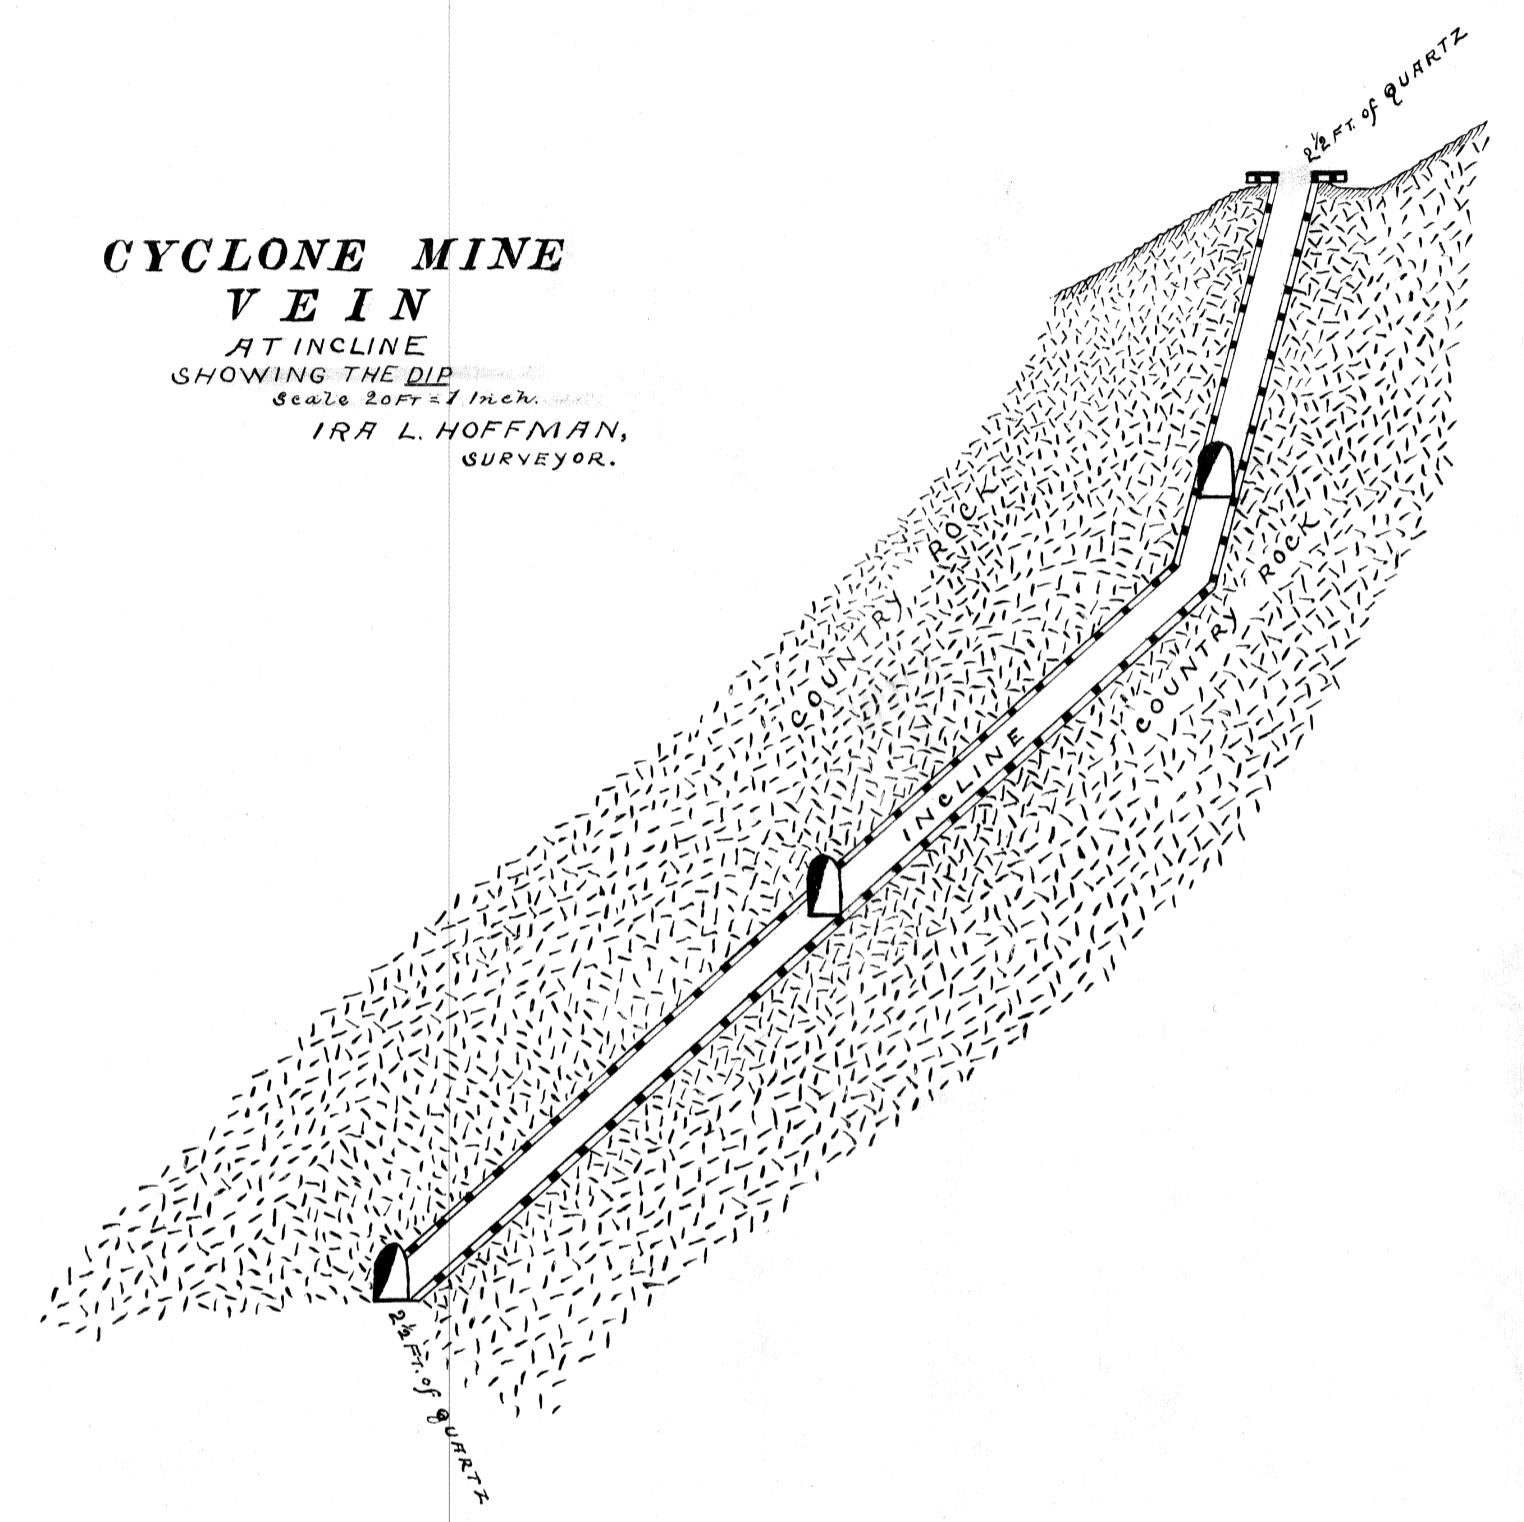 CYCLONE MINE
VEIN
AT INCLINE
SHOWING THE DIP
Scale 20FT = 1 Inch.
IRA L. HOFFMAN,
SURVEYOR.
2½ FT. of QUARTZ
COUNTRY ROCK
COUNTRY ROCK
INCLINE
2½ FT. of QUARTZ